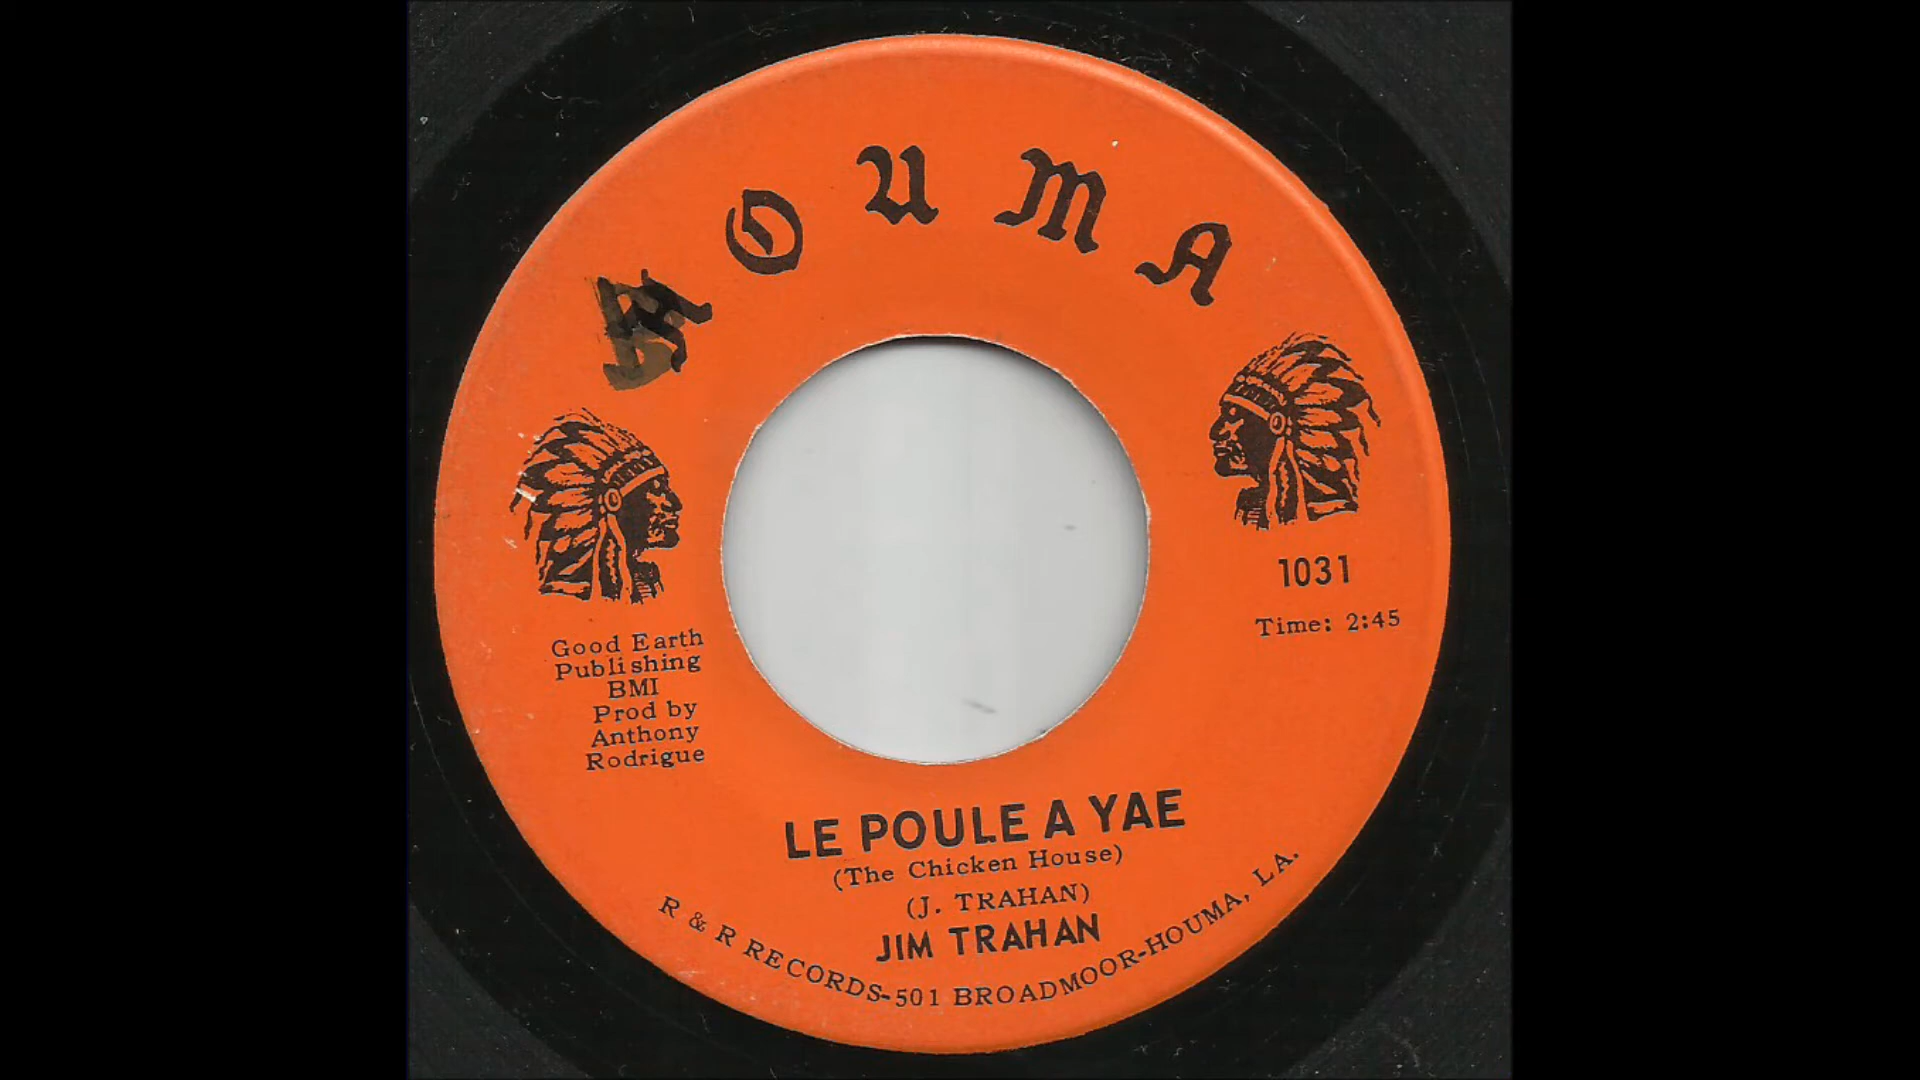 HOUMA
1031
Time: 2:45
Good Earth
Publishing
BMI
Prod by
Anthony
Rodrigue
LE POULE A YAE
(The Chicken House)
(J. TRAHAN)
JIM TRAHAN
R & R RECORDS-501 BROADMOOR-HOUMA, LA.